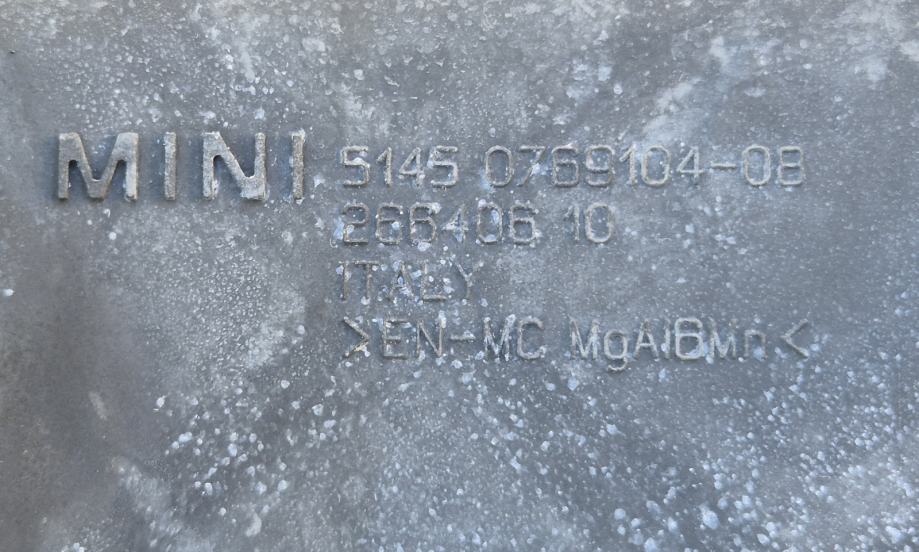 MINI 5145 0769104-08
266406 10
ITALY
>EN-MC MgAl6Mn<